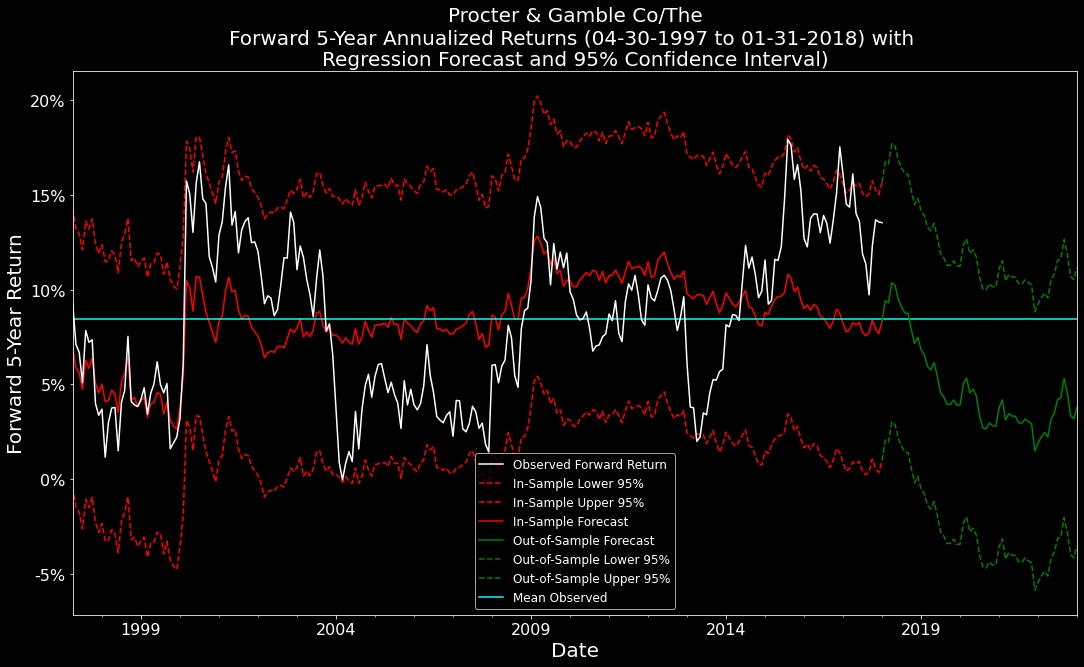 Procter & Gamble Co/The
Forward 5-Year Annualized Returns (04-30-1997 to 01-31-2018) with
Regression Forecast and 95% Confidence Interval)
Forward 5-Year Return
20%
15%
10%
5%
0%
-5%
Observed Forward Return
In-Sample Lower 95%
In-Sample Upper 95%
In-Sample Forecast
Out-of-Sample Forecast
Out-of-Sample Lower 95%
Out-of-Sample Upper 95%
Mean Observed
1999 2004 2009 2014 2019
Date